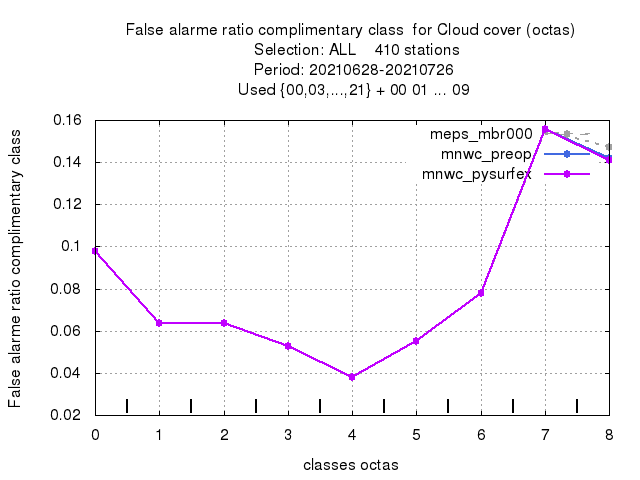 False alarme ratio complimentary class  for Cloud cover (octas)
Selection: ALL    410 stations
Period: 20210628-20210726
Used {00,03,...,21} + 00 01 ... 09
False alarme ratio complimentary class
0.16
0.14
0.12
0.1
0.08
0.06
0.04
0.02
meps_mbr000
mnwc_preop
mnwc_pysurfex
0 1 2 3 4 5 6 7 8
classes octas